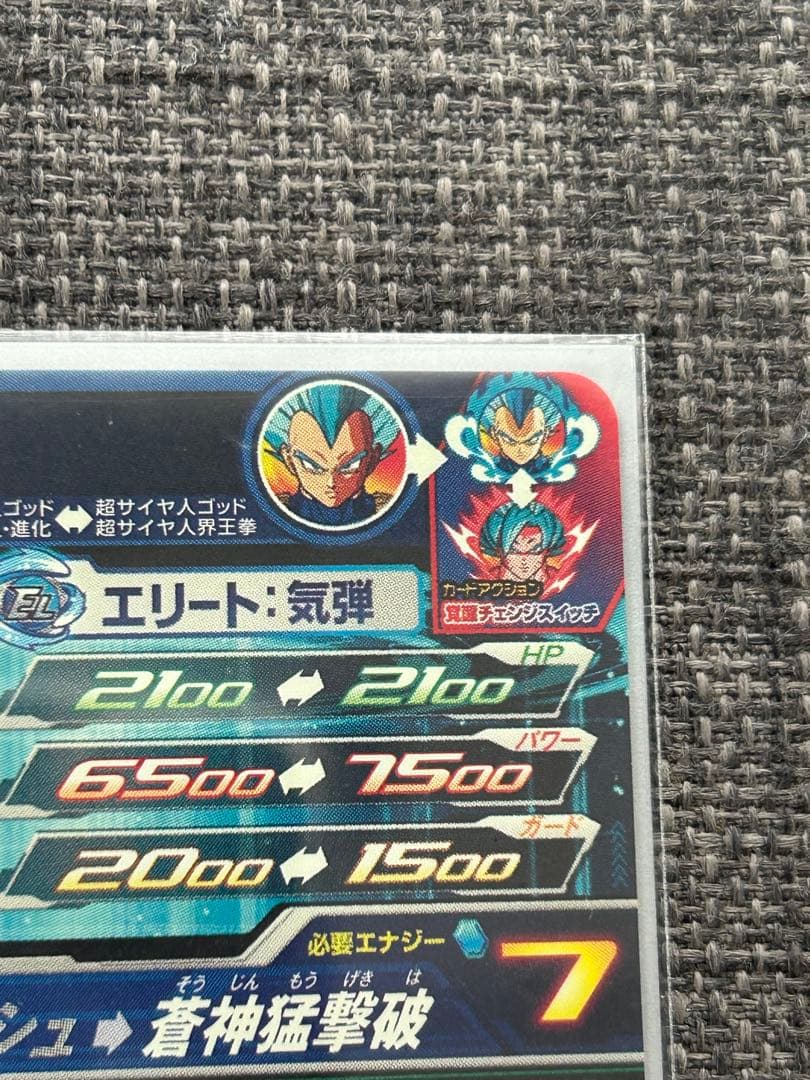 ゴッド ↔ 超サイヤ人ゴッド
・進化 超サイヤ人界王拳
カードアクション
覚醒チェンジスイッチ
EL エリート:気弾
HP
2100 ↔ 2100
パワー
6500 ↔ 7500
ガード
2000 ↔ 1500
必要エナジー 7
そうじんもうげきは
シュ → 蒼神猛撃破